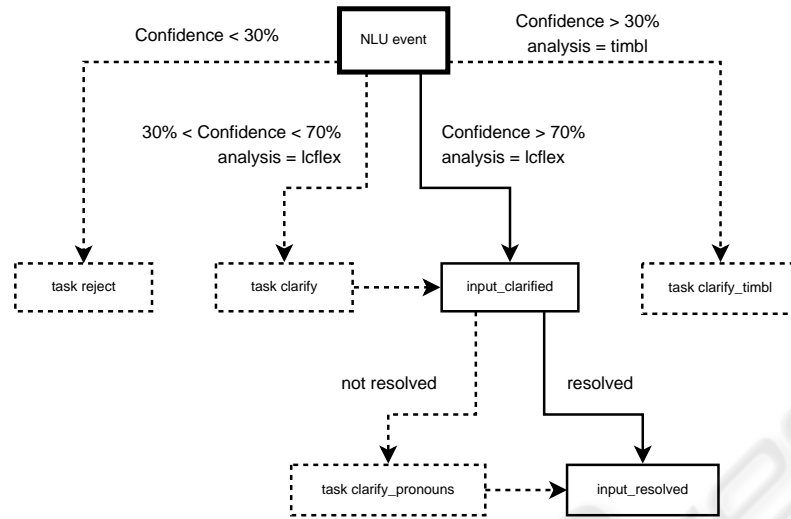 Confidence < 30%
NLU event
Confidence > 30%
analysis = timbl
30% < Confidence < 70%
analysis = lcflex
Confidence > 70%
analysis = lcflex
task reject
task clarify
input_clarified
task clarify_timbl
not resolved
resolved
task clarify_pronouns
input_resolved